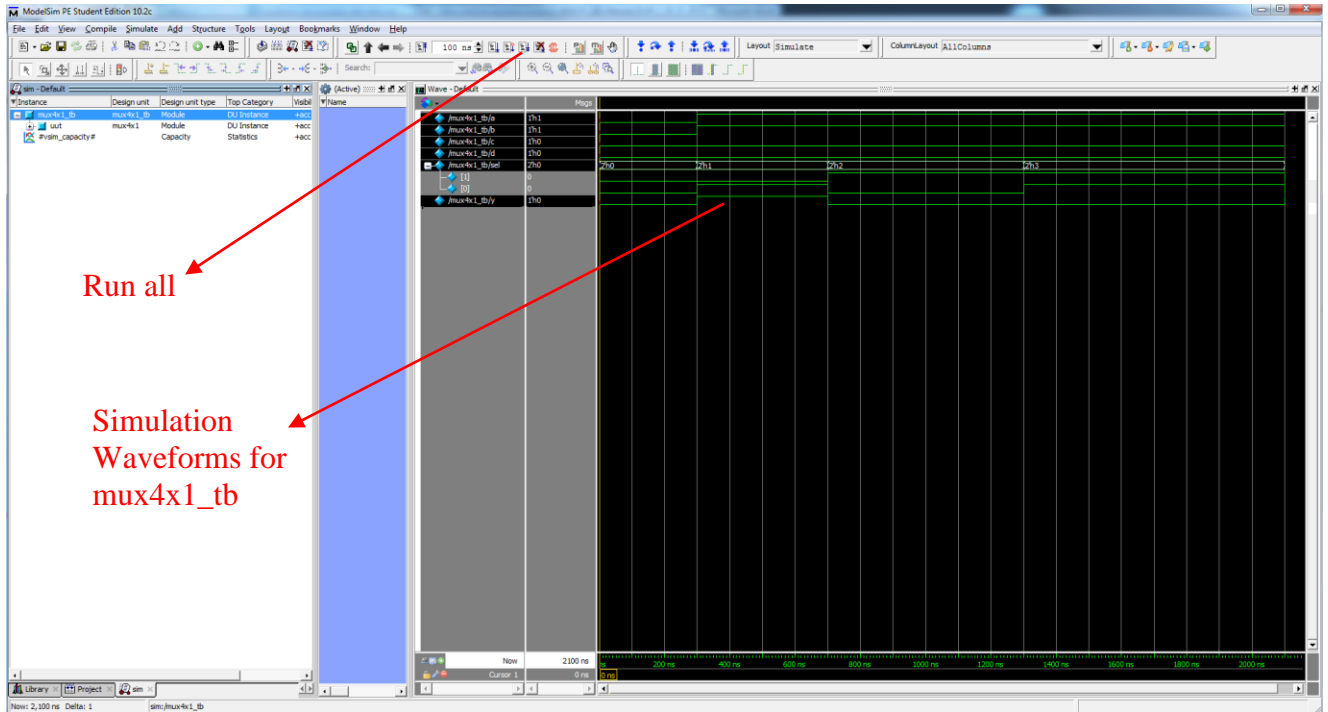 ModelSim PE Student Edition 10.2c
File Edit View Compile Simulate Add Structure Tools Layout Bookmarks Window Help
100 ns Layout Simulate ColumnLayout AllColumns
Search:
sim - Default (Active) Wave - Default
Instance Design unit Design unit type Top Category Visibil Name Msgs
mux4x1_tb mux4x1_tb Module DU Instance +acc
uut mux4x1 Module DU Instance +acc
#vsim_capacity# Capacity Statistics +acc
/mux4x1_tb/a 1'h1
/mux4x1_tb/b 1'h1
/mux4x1_tb/c 1'h0
/mux4x1_tb/d 1'h0
/mux4x1_tb/sel 2'h0 2'h0 2'h1 2'h2 2'h3
[1] 0
[0] 0
/mux4x1_tb/y 1'h0
Run all
Simulation
Waveforms for
mux4x1_tb
Now 2100 ns ns 200 ns 400 ns 600 ns 800 ns 1000 ns 1200 ns 1400 ns 1600 ns 1800 ns 2000 ns
Cursor 1 0 ns 0 ns
Library Project sim
Now: 2,100 ns Delta: 1 sim:/mux4x1_tb